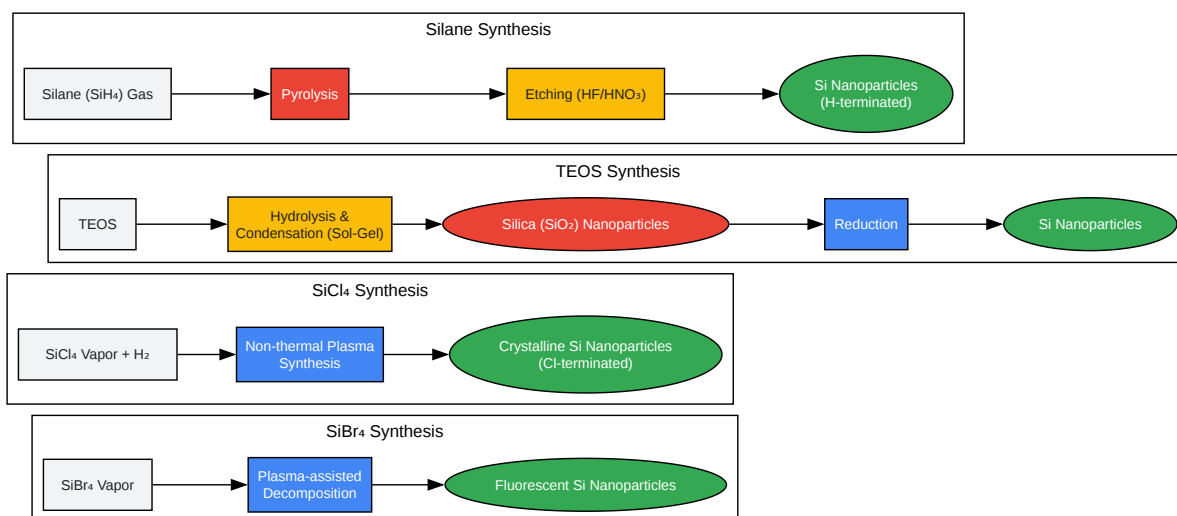 Silane Synthesis
Silane (SiH₄) Gas
Pyrolysis
Etching (HF/HNO₃)
Si Nanoparticles
(H-terminated)
TEOS Synthesis
TEOS
Hydrolysis &
Condensation (Sol-Gel)
Silica (SiO₂) Nanoparticles
Reduction
Si Nanoparticles
SiCl₄ Synthesis
SiCl₄ Vapor + H₂
Non-thermal Plasma
Synthesis
Crystalline Si Nanoparticles
(Cl-terminated)
SiBr₄ Synthesis
SiBr₄ Vapor
Plasma-assisted
Decomposition
Fluorescent Si Nanoparticles